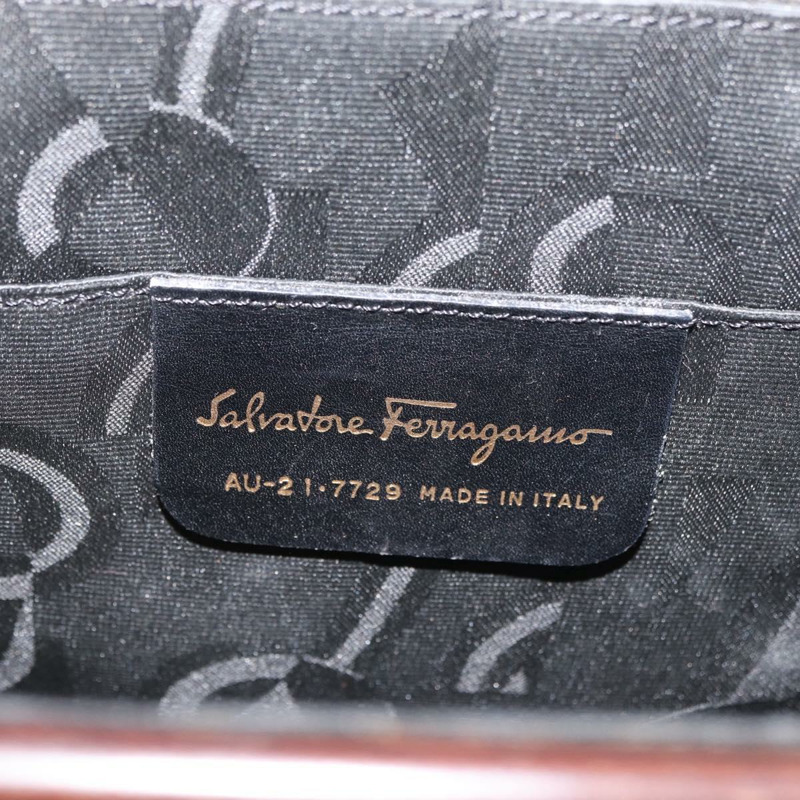 Salvatore Ferragamo
AU-21·7729 MADE IN ITALY